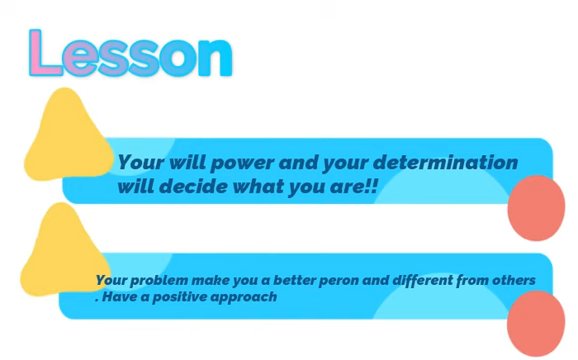 Lesson
Your will power and your determination
will decide what you are!!
Your problem make you a better peron and different from others
. Have a positive approach